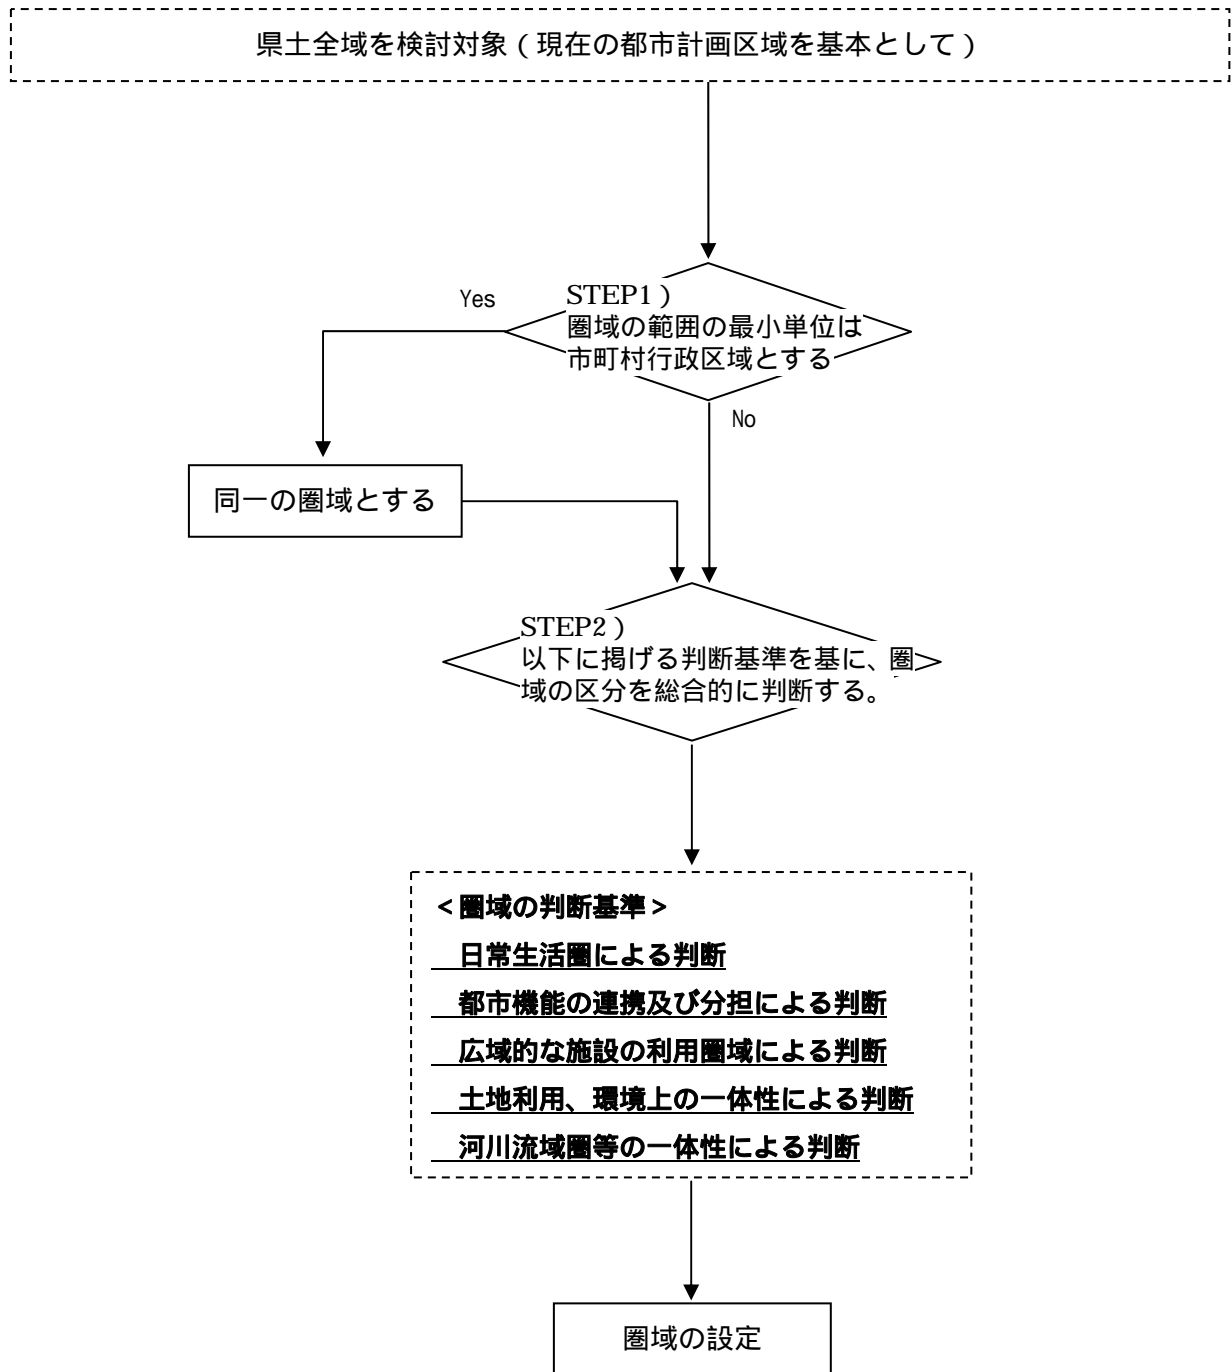 県土全域を検討対象(現在の都市計画区域を基本として)
STEP1)
圏域の範囲の最小単位は
市町村行政区域とする
Yes
No
同一の圏域とする
STEP2)
以下に掲げる判断基準を基に、圏
域の区分を総合的に判断する。
<圏域の判断基準>
日常生活圏による判断
都市機能の連携及び分担による判断
広域的な施設の利用圏域による判断
土地利用、環境上の一体性による判断
河川流域圏等の一体性による判断
圏域の設定